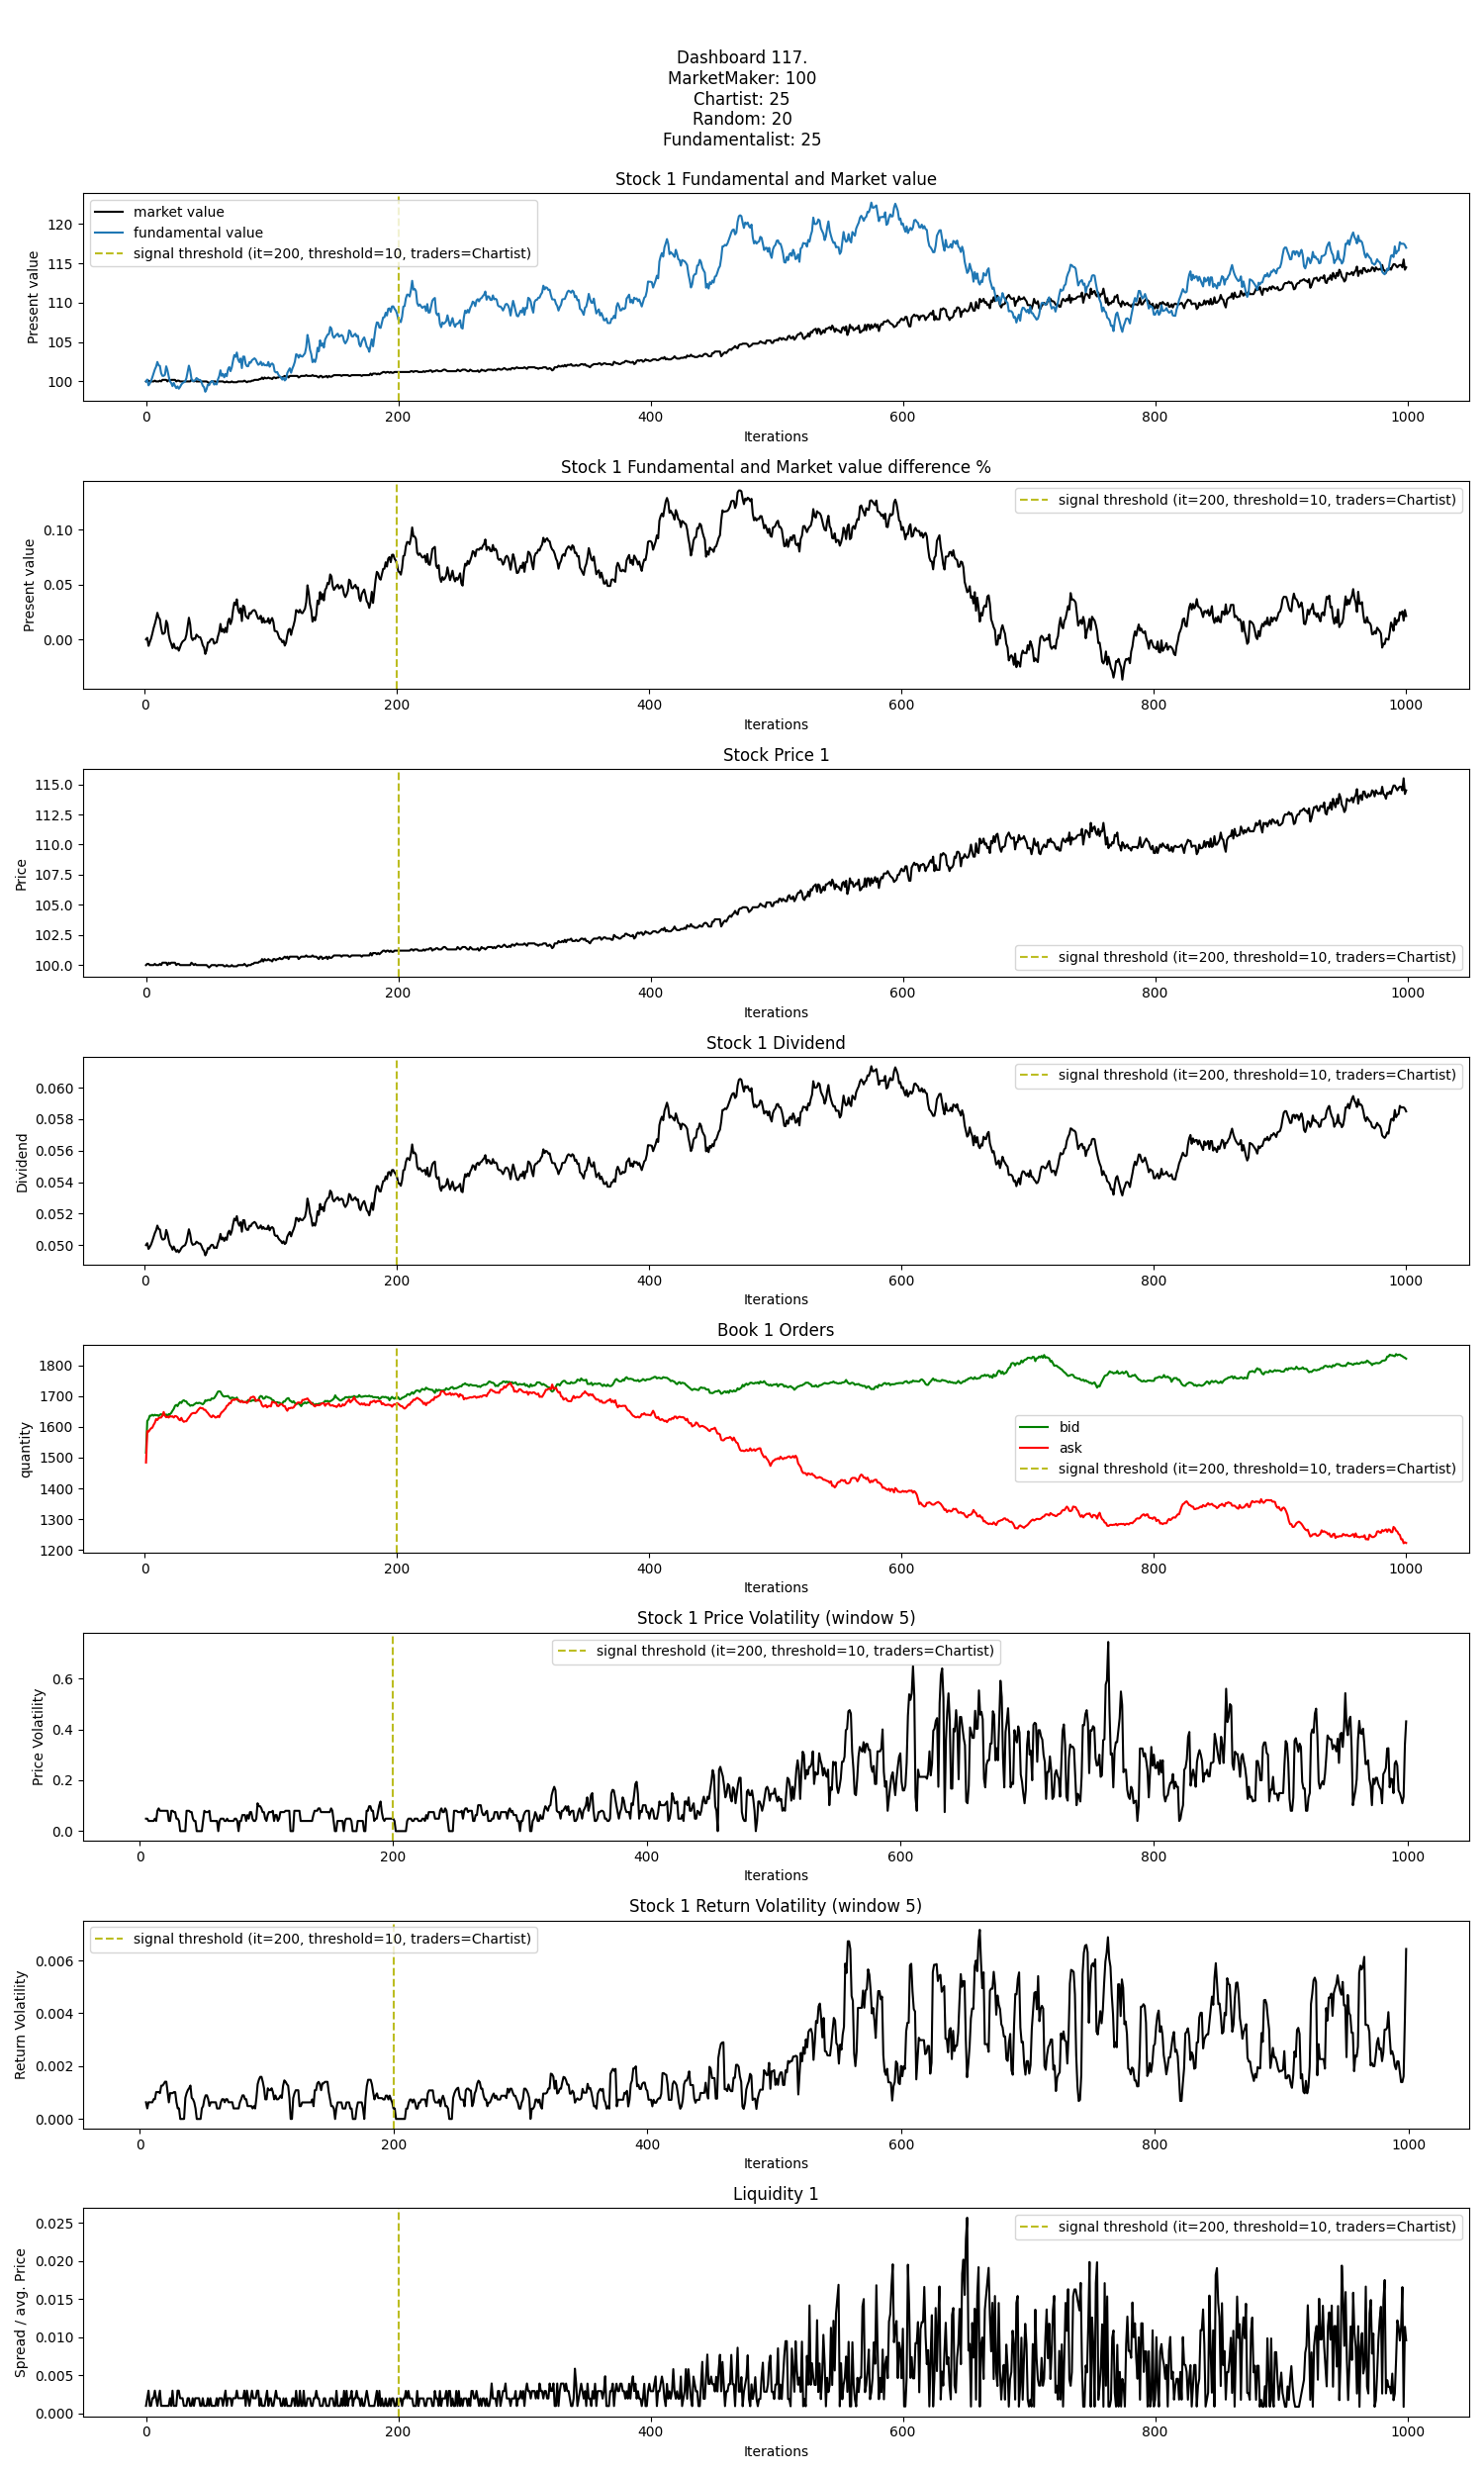 Dashboard 117.
MarketMaker: 100
Chartist: 25
Random: 20
Fundamentalist: 25
Stock 1 Fundamental and Market value
market value
fundamental value
signal threshold (it=200, threshold=10, traders=Chartist)
Present value
120
115
110
105
100
0 200 400 600 800 1000
Iterations
Stock 1 Fundamental and Market value difference %
signal threshold (it=200, threshold=10, traders=Chartist)
Present value
0.10
0.05
0.00
0 200 400 600 800 1000
Iterations
Stock Price 1
Price
115.0
112.5
110.0
107.5
105.0
102.5
100.0
signal threshold (it=200, threshold=10, traders=Chartist)
0 200 400 600 800 1000
Iterations
Stock 1 Dividend
signal threshold (it=200, threshold=10, traders=Chartist)
Dividend
0.060
0.058
0.056
0.054
0.052
0.050
0 200 400 600 800 1000
Iterations
Book 1 Orders
quantity
1800
1700
1600
1500
1400
1300
1200
bid
ask
signal threshold (it=200, threshold=10, traders=Chartist)
0 200 400 600 800 1000
Iterations
Stock 1 Price Volatility (window 5)
signal threshold (it=200, threshold=10, traders=Chartist)
Price Volatility
0.6
0.4
0.2
0.0
0 200 400 600 800 1000
Iterations
Stock 1 Return Volatility (window 5)
signal threshold (it=200, threshold=10, traders=Chartist)
Return Volatility
0.006
0.004
0.002
0.000
0 200 400 600 800 1000
Iterations
Liquidity 1
signal threshold (it=200, threshold=10, traders=Chartist)
Spread / avg. Price
0.025
0.020
0.015
0.010
0.005
0.000
0 200 400 600 800 1000
Iterations